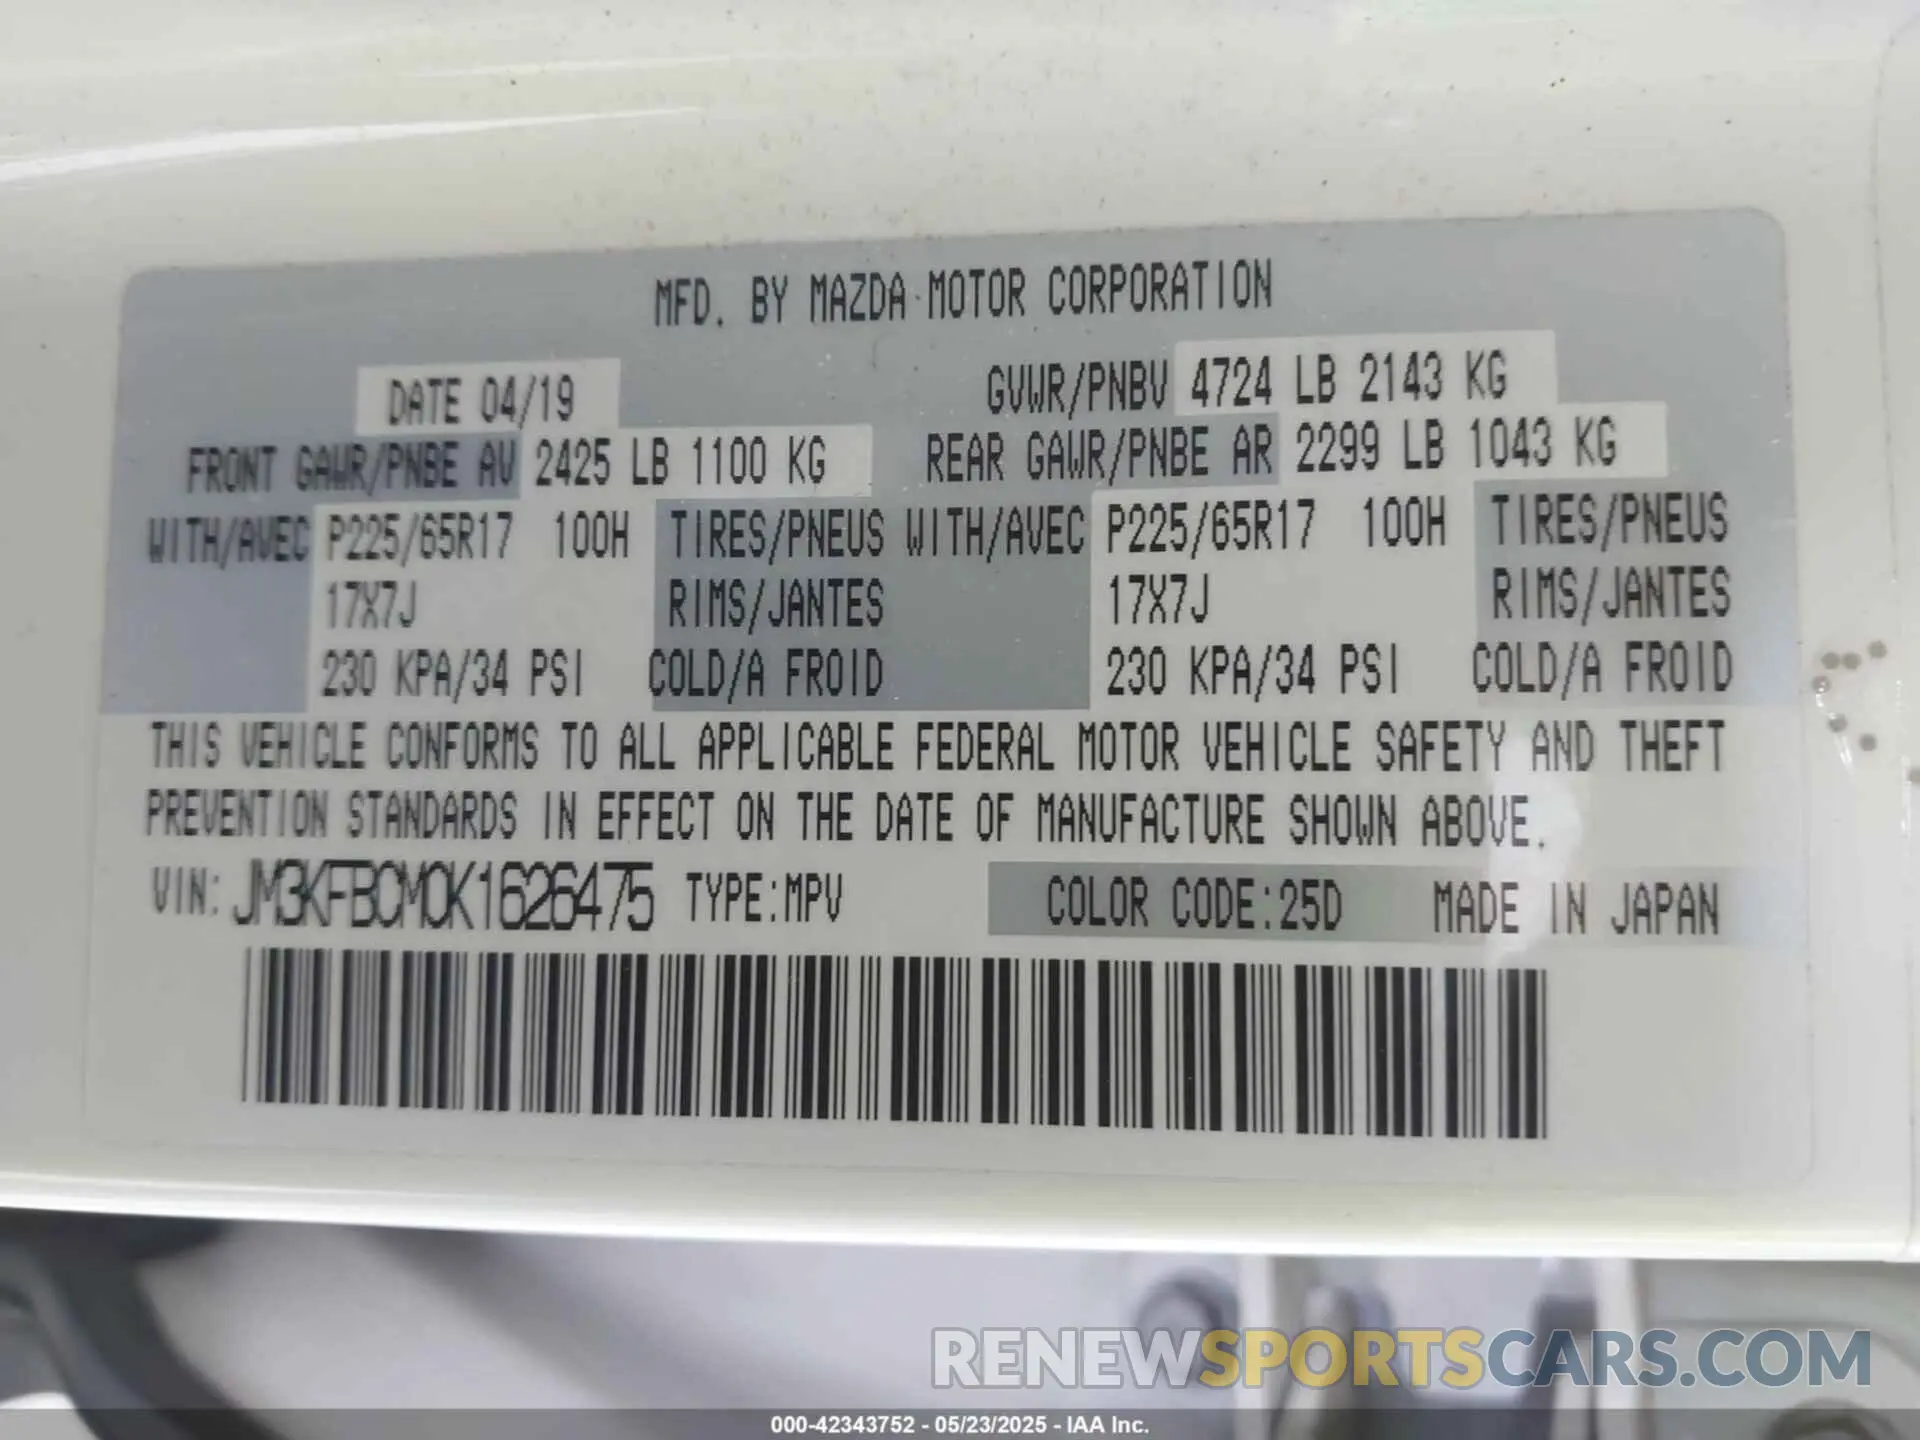 MFD. BY MAZDA MOTOR CORPORATION
DATE 04/19 GVWR/PNBV 4724 LB 2143 KG
FRONT GAWR/PNBE AV 2425 LB 1100 KG REAR GAWR/PNBE AR 2299 LB 1043 KG
WITH/AVEC P225/65R17 100H TIRES/PNEUS WITH/AVEC P225/65R17 100H TIRES/PNEUS
17X7J RIMS/JANTES 17X7J RIMS/JANTES
230 KPA/34 PSI COLD/A FROID 230 KPA/34 PSI COLD/A FROID
THIS VEHICLE CONFORMS TO ALL APPLICABLE FEDERAL MOTOR VEHICLE SAFETY AND THEFT
PREVENTION STANDARDS IN EFFECT ON THE DATE OF MANUFACTURE SHOWN ABOVE.
VIN: JM3KFBCM0K1626475 TYPE:MPV COLOR CODE:25D MADE IN JAPAN
RENEWSPORTSCARS.COM
000-42343752 - 05/23/2025 - IAA Inc.